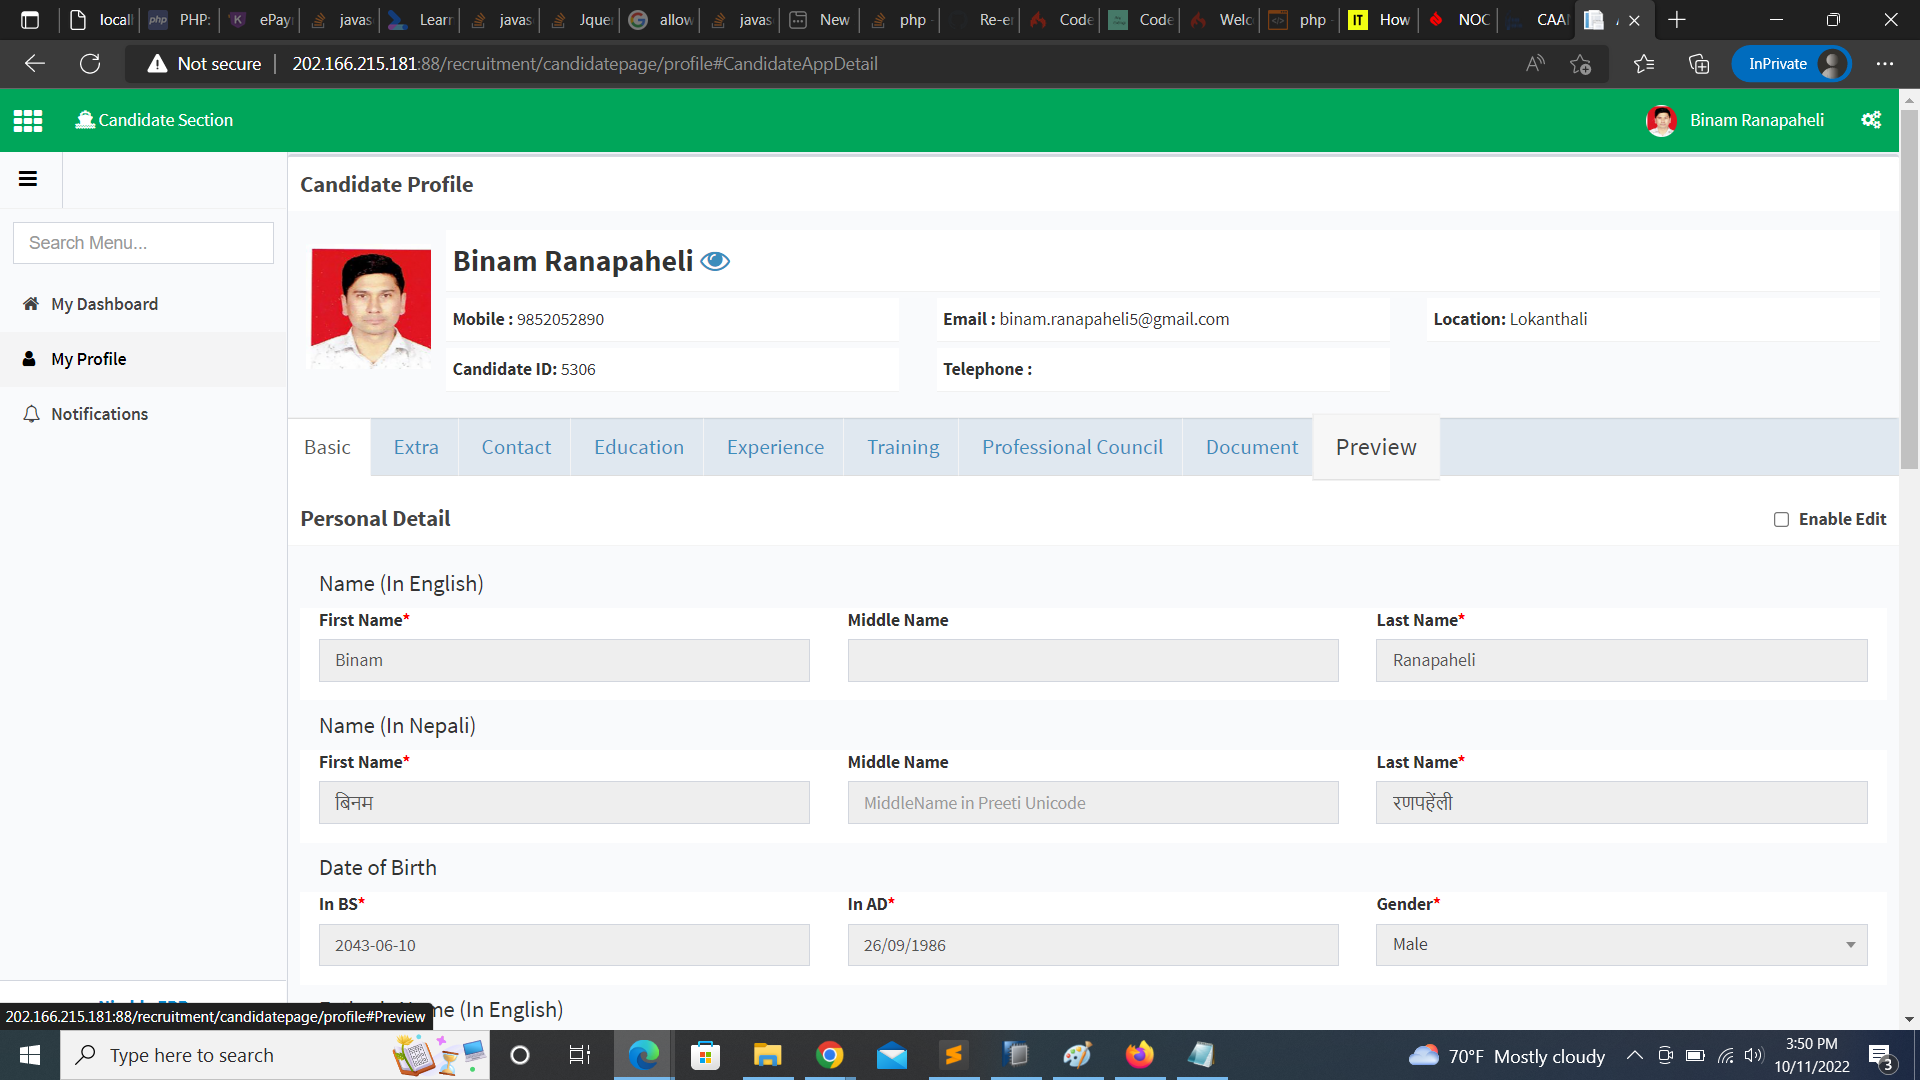 locall
PHP:
ePayr
javas
Learn
javas
Jquer
allow
javas
New
php
Re-er
Code
Code
Welc
php
IT
How
NOC
CAAN
Not secure 202.166.215.181:88/recruitment/candidatepage/profile#CandidateAppDetail InPrivate
Candidate Section Binam Ranapaheli
Candidate Profile
Search Menu...
My Dashboard
My Profile
Notifications
Binam Ranapaheli
Mobile : 9852052890 Email : binam.ranapaheli5@gmail.com Location: Lokanthali
Candidate ID: 5306 Telephone :
Basic Extra Contact Education Experience Training Professional Council Document Preview
Personal Detail Enable Edit
Name (In English)
First Name* Middle Name Last Name*
Binam Ranapaheli
Name (In Nepali)
First Name* Middle Name Last Name*
बिनम MiddleName in Preeti Unicode रणपहेंली
Date of Birth
In BS* In AD* Gender*
2043-06-10 26/09/1986 Male
(In English)
202.166.215.181:88/recruitment/candidatepage/profile#Preview
Type here to search 70°F Mostly cloudy 3:50 PM
10/11/2022 3